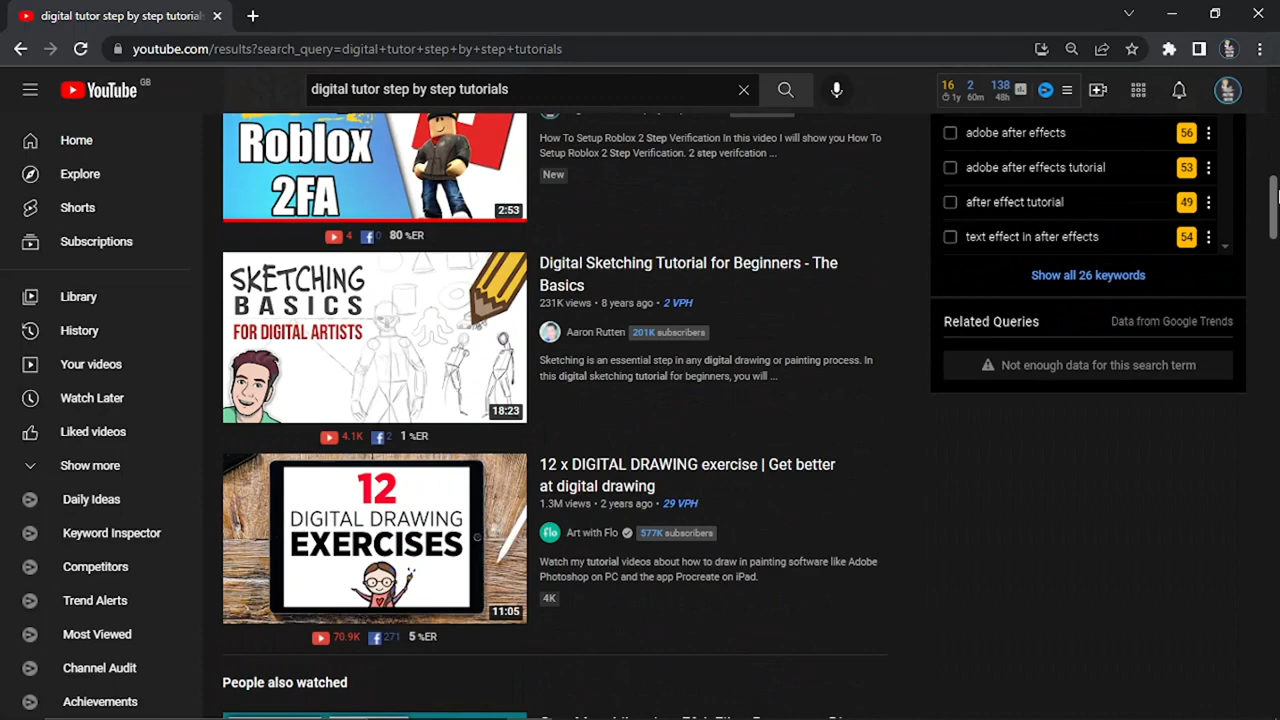 digital tutor step by step tutorials
youtube.com/results?search_query=digital+tutor+step+by+step+tutorials
YouTube GB
digital tutor step by step tutorials
16 2 138
1y 60m 48h
Home
Explore
Shorts
Subscriptions
Library
History
Your videos
Watch Later
Liked videos
Show more
Daily Ideas
Keyword Inspector
Competitors
Trend Alerts
Most Viewed
Channel Audit
Achievements
Roblox
2FA
2:53
4 0 80 %ER
How To Setup Roblox 2 Step Verification In this video I will show you How To
Setup Roblox 2 Step Verification. 2 step verifcation ...
New
SKETCHING
BASICS
FOR DIGITAL ARTISTS
18:23
4.1K 2 1 %ER
Digital Sketching Tutorial for Beginners - The
Basics
231K views • 8 years ago • 2 VPH
Aaron Rutten 201K subscribers
Sketching is an essential step in any digital drawing or painting process. In
this digital sketching tutorial for beginners, you will ...
12
DIGITAL DRAWING
EXERCISES
11:05
70.9K 271 5 %ER
12 x DIGITAL DRAWING exercise | Get better
at digital drawing
1.3M views • 2 years ago • 29 VPH
flo Art with Flo 577K subscribers
Watch my tutorial videos about how to draw in painting software like Adobe
Photoshop on PC and the app Procreate on iPad.
4K
People also watched
adobe after effects 56
adobe after effects tutorial 53
after effect tutorial 49
text effect in after effects 54
Show all 26 keywords
Related Queries Data from Google Trends
Not enough data for this search term